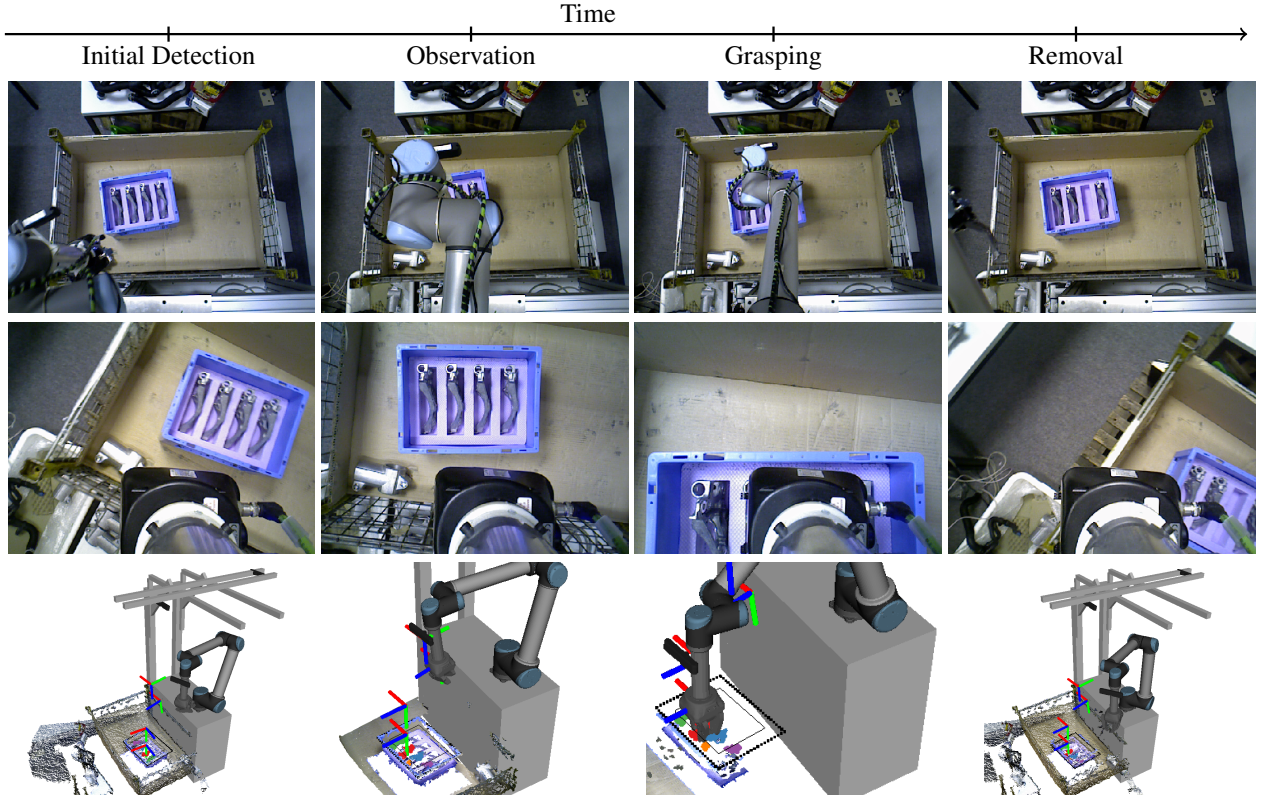 Time
Initial Detection
Observation
Grasping
Removal